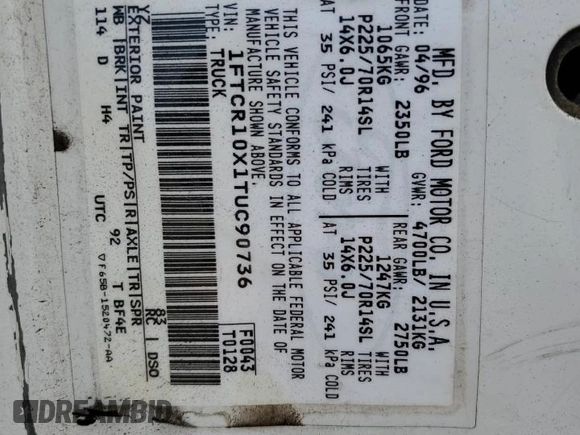 MFD. BY FORD MOTOR CO. IN U.S.A.
DATE: 04/96 GVWR: 4700LB/ 2131KG
FRONT GAWR: 2350LB REAR GAWR: 2750LB
1065KG WITH 1247KG WITH
P225/70R14SL TIRES P225/70R14SL TIRES
14X6.0J RIMS 14X6.0J RIMS
AT 35 PSI/ 241 kPa COLD AT 35 PSI/ 241 kPa COLD
THIS VEHICLE CONFORMS TO ALL APPLICABLE FEDERAL MOTOR
VEHICLE SAFETY STANDARDS IN EFFECT ON THE DATE OF
MANUFACTURE SHOWN ABOVE.
VIN: 1FTCR10X1TUC90736 F0043
TYPE: TRUCK T0128
EXTERIOR PAINT
YZ 83 RC DSO
WB BRK INT TR TP/PS R AXLE TR SPR
114 D H4 92 T BF4E
UTC ▽F65B-1520472-AA
DREAMBID